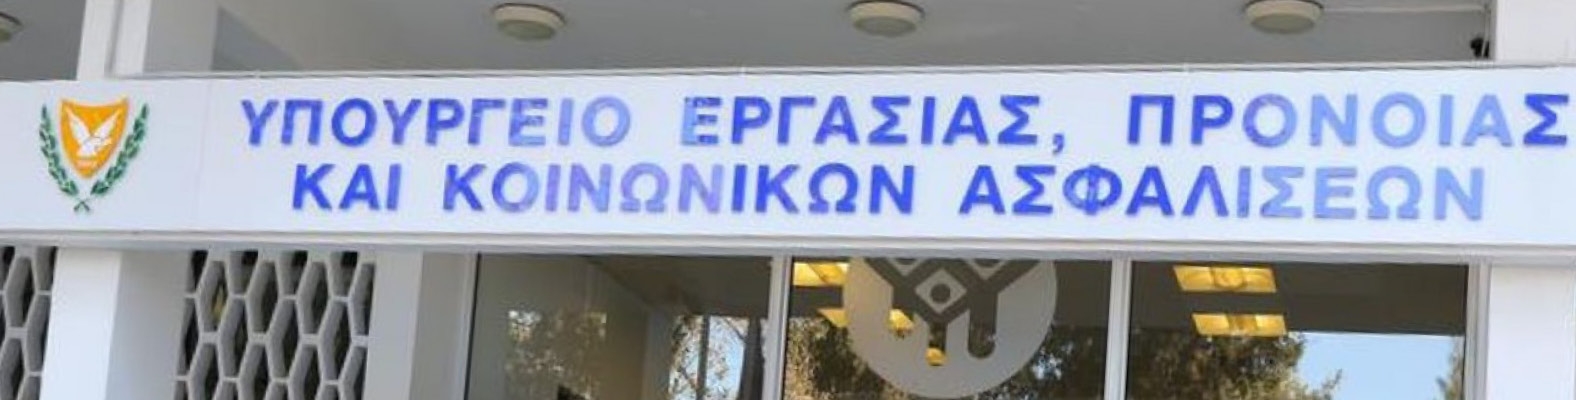 ΥΠΟΥΡΓΕΙΟ ΕΡΓΑΣΙΑΣ, ΠΡΟΝΟΙΑΣ
ΚΑΙ ΚΟΙΝΩΝΙΚΩΝ ΑΣΦΑΛΙΣΕΩΝ